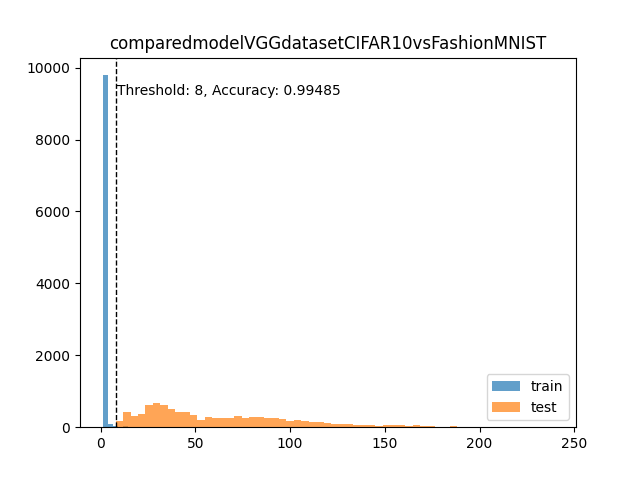 comparedmodelVGGdatasetCIFAR10vsFashionMNIST
10000
Threshold: 8, Accuracy: 0.99485
8000
6000
4000
2000
0
train
test
0 50 100 150 200 250